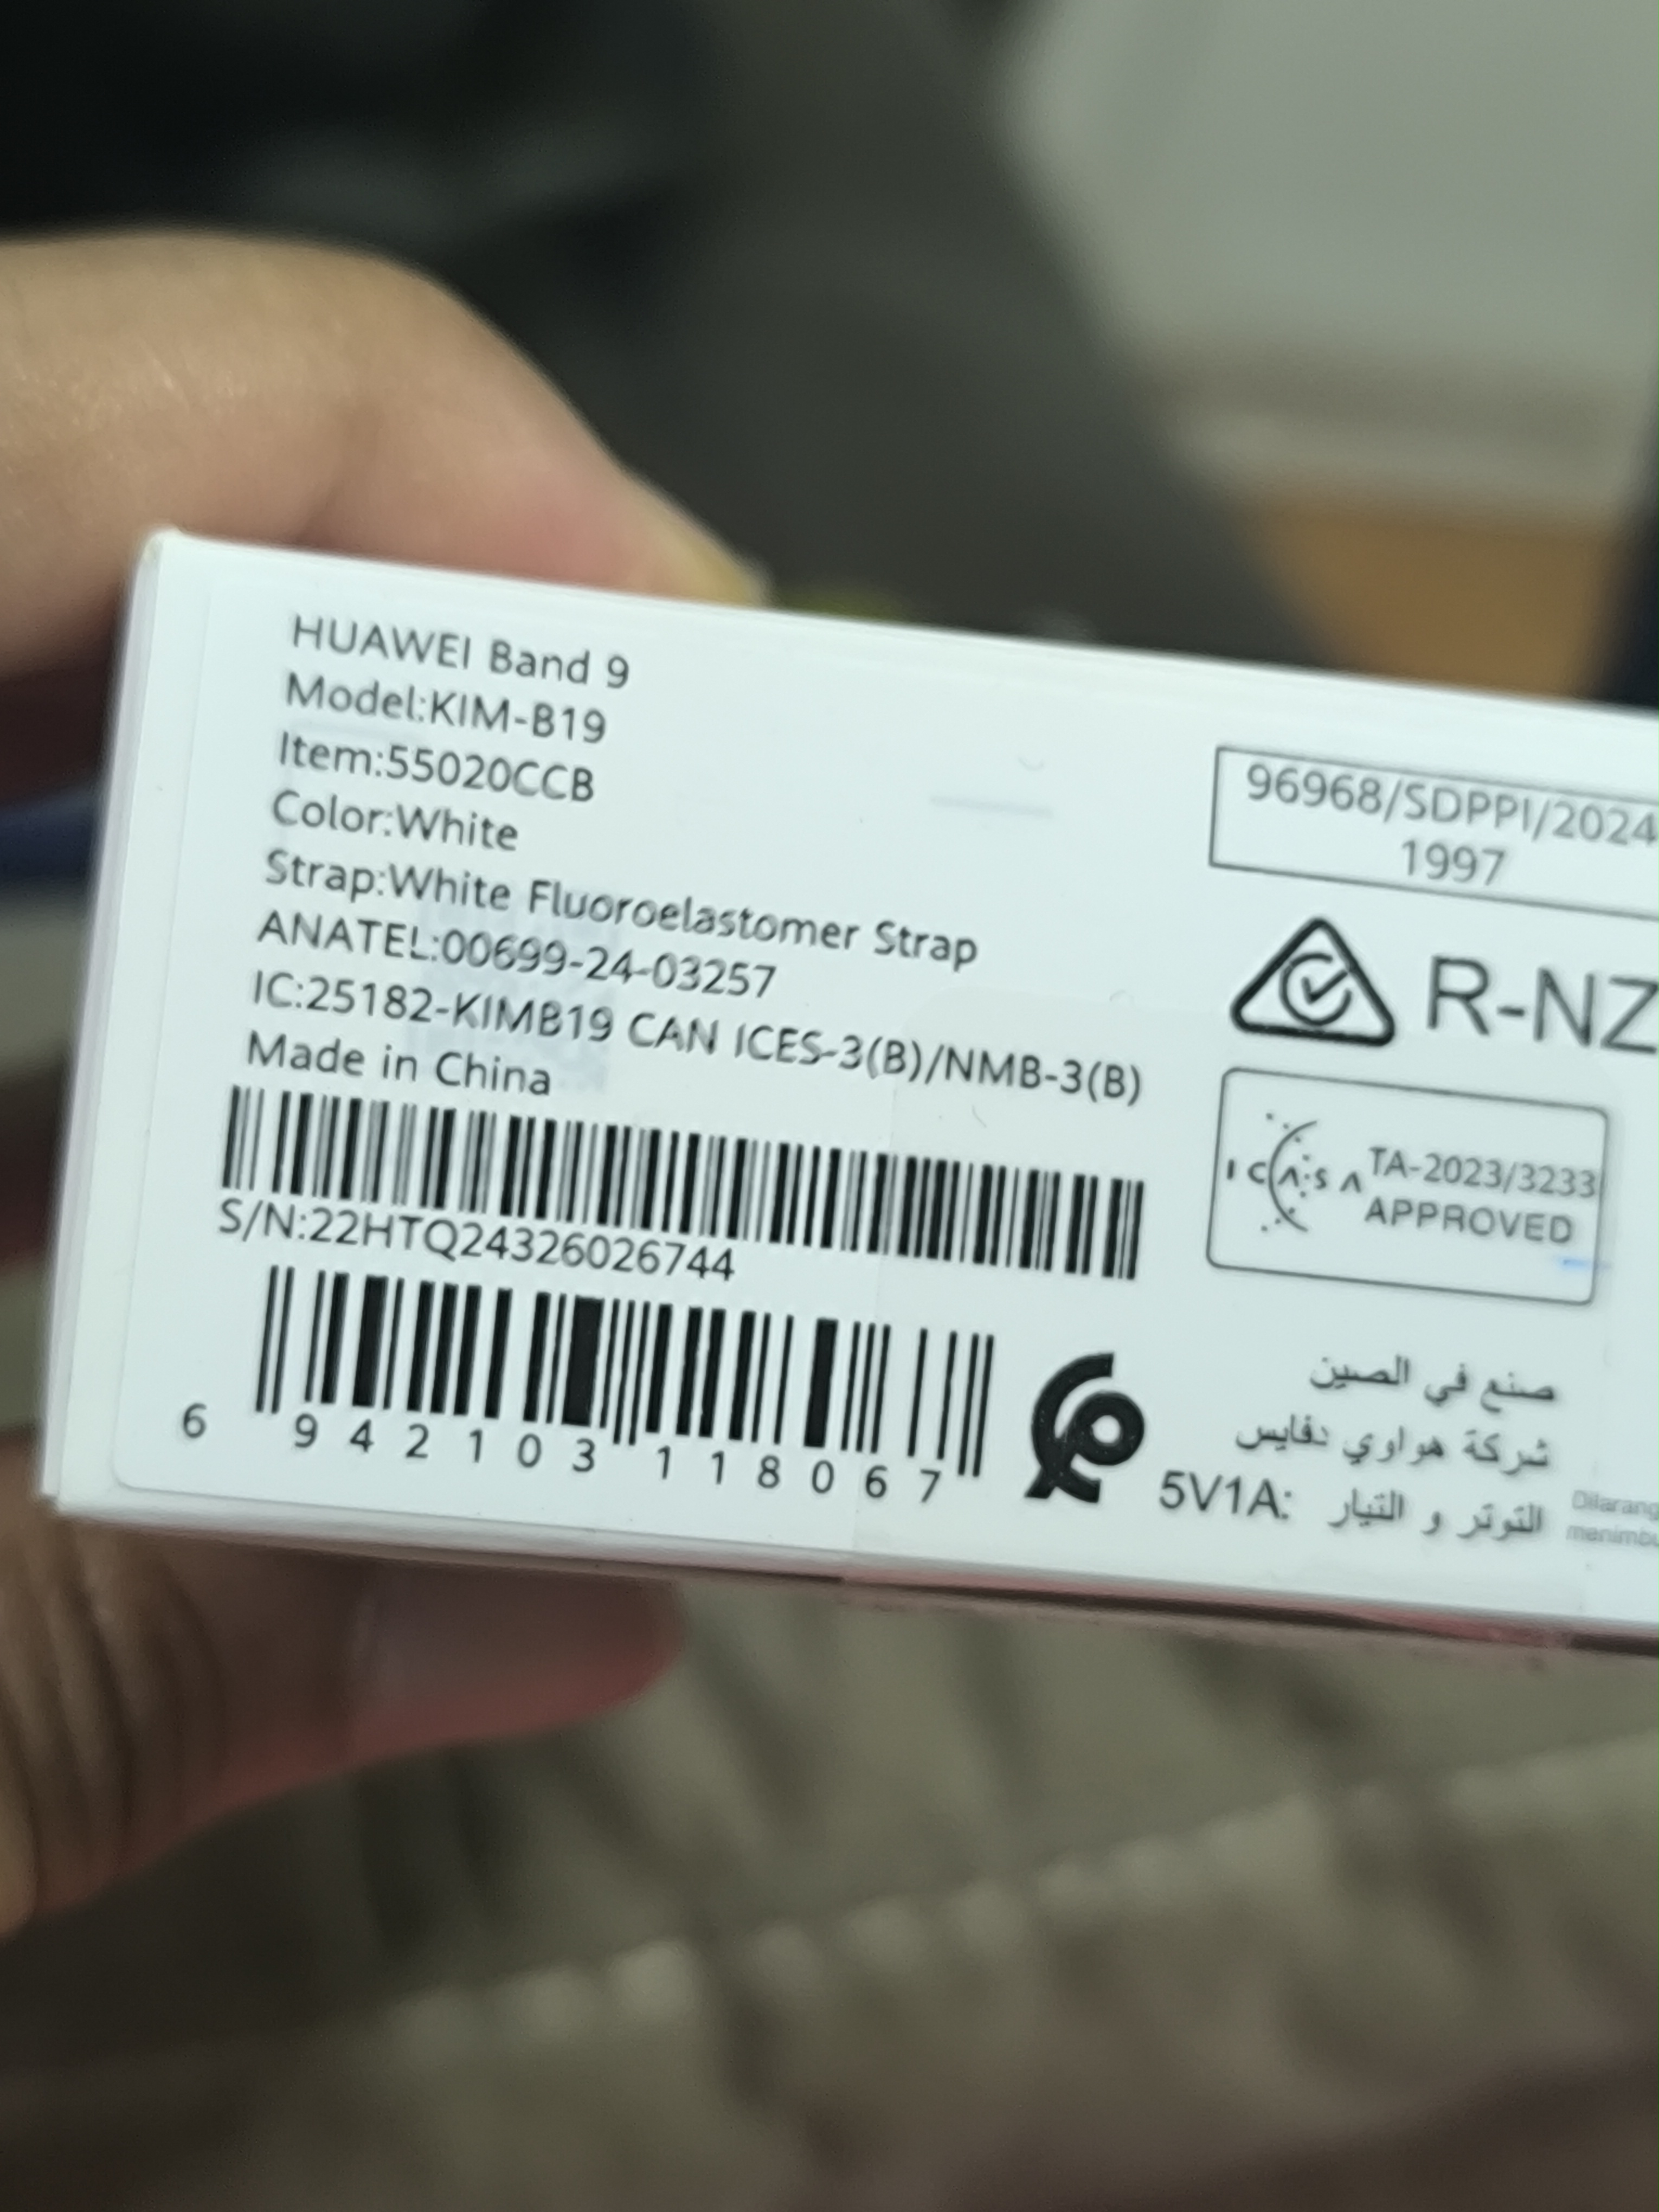 HUAWEI Band 9
Model:KIM-B19
Item:55020CCB
Color:White
Strap:White Fluoroelastomer Strap
ANATEL:00699-24-03257
IC:25182-KIMB19 CAN ICES-3(B)/NMB-3(B)
Made in China
S/N:22HTQ24326026744
6 942103 118067
96968/SDPPI/2024
1997
R-NZ
ICASA
TA-2023/3233
APPROVED
صنع في الصين
شركة هواوي دفايس
5V1A: التوتر و التيار
Dilarang